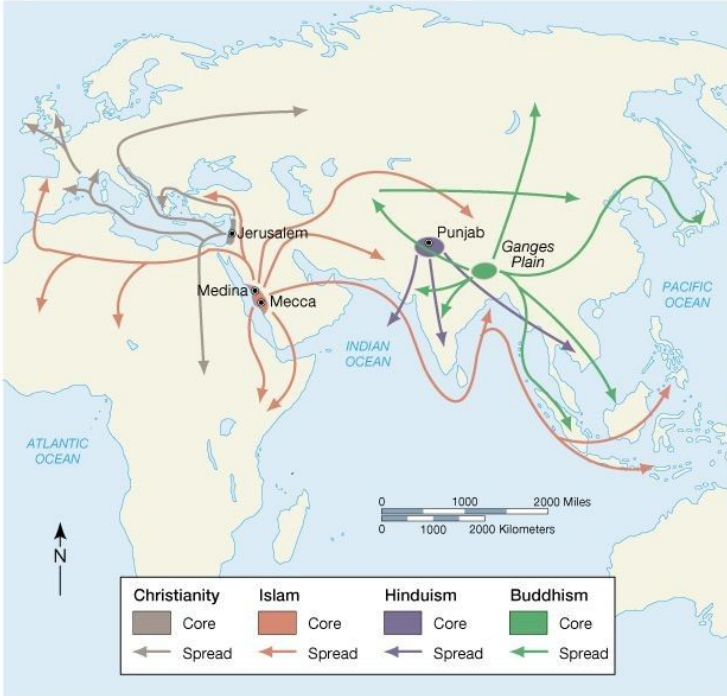 Jerusalem
Punjab
Ganges
Plain
Medina
Mecca
PACIFIC
OCEAN
INDIAN
OCEAN
ATLANTIC
OCEAN
0 1000 2000 Miles
0 1000 2000 Kilometers
N
Christianity Islam Hinduism Buddhism
Core Core Core Core
Spread Spread Spread Spread